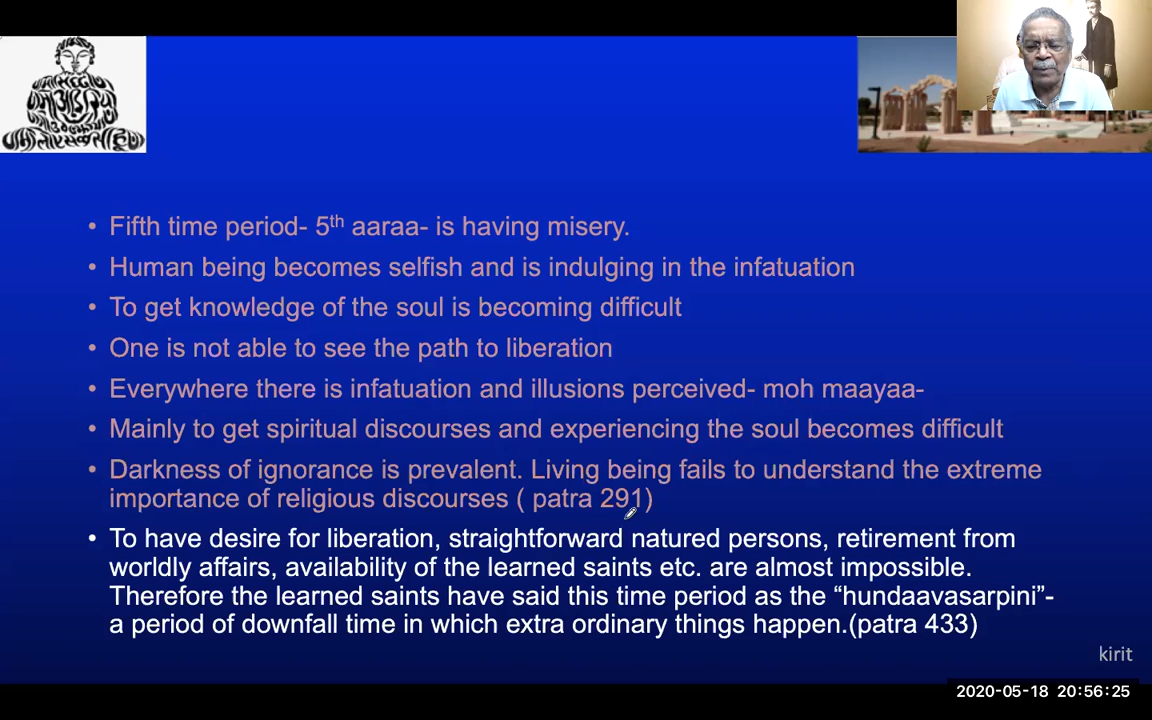 • Fifth time period- 5th aaraa- is having misery.
• Human being becomes selfish and is indulging in the infatuation
• To get knowledge of the soul is becoming difficult
• One is not able to see the path to liberation
• Everywhere there is infatuation and illusions perceived- moh maayaa-
• Mainly to get spiritual discourses and experiencing the soul becomes difficult
• Darkness of ignorance is prevalent. Living being fails to understand the extreme
importance of religious discourses ( patra 291)
• To have desire for liberation, straightforward natured persons, retirement from
worldly affairs, availability of the learned saints etc. are almost impossible.
Therefore the learned saints have said this time period as the “hundaavasarpini”-
a period of downfall time in which extra ordinary things happen.(patra 433)
kirit
2020-05-18 20:56:25